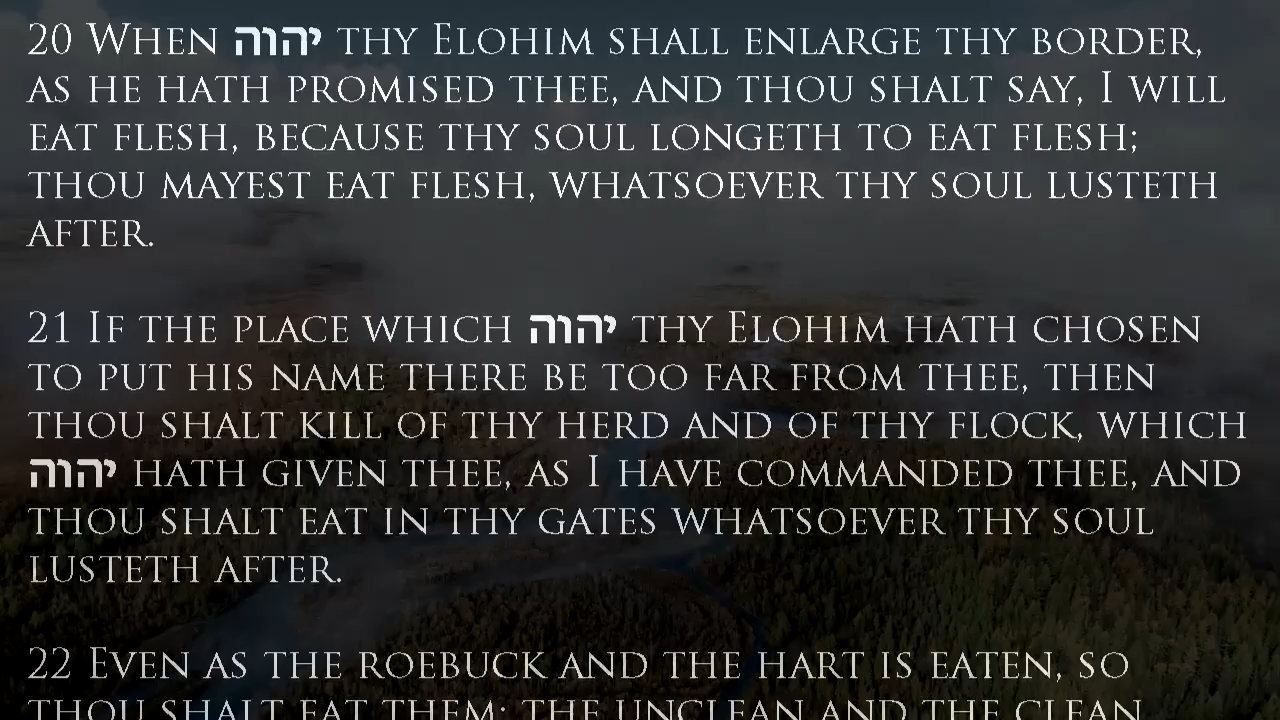 20 When יהוה thy Elohim shall enlarge thy border,
as he hath promised thee, and thou shalt say, I will
eat flesh, because thy soul longeth to eat flesh;
thou mayest eat flesh, whatsoever thy soul lusteth
after.
21 If the place which יהוה thy Elohim hath chosen
to put his name there be too far from thee, then
thou shalt kill of thy herd and of thy flock, which
יהוה hath given thee, as I have commanded thee, and
thou shalt eat in thy gates whatsoever thy soul
lusteth after.
22 Even as the roebuck and the hart is eaten, so
thou shalt eat them: the unclean and the clean